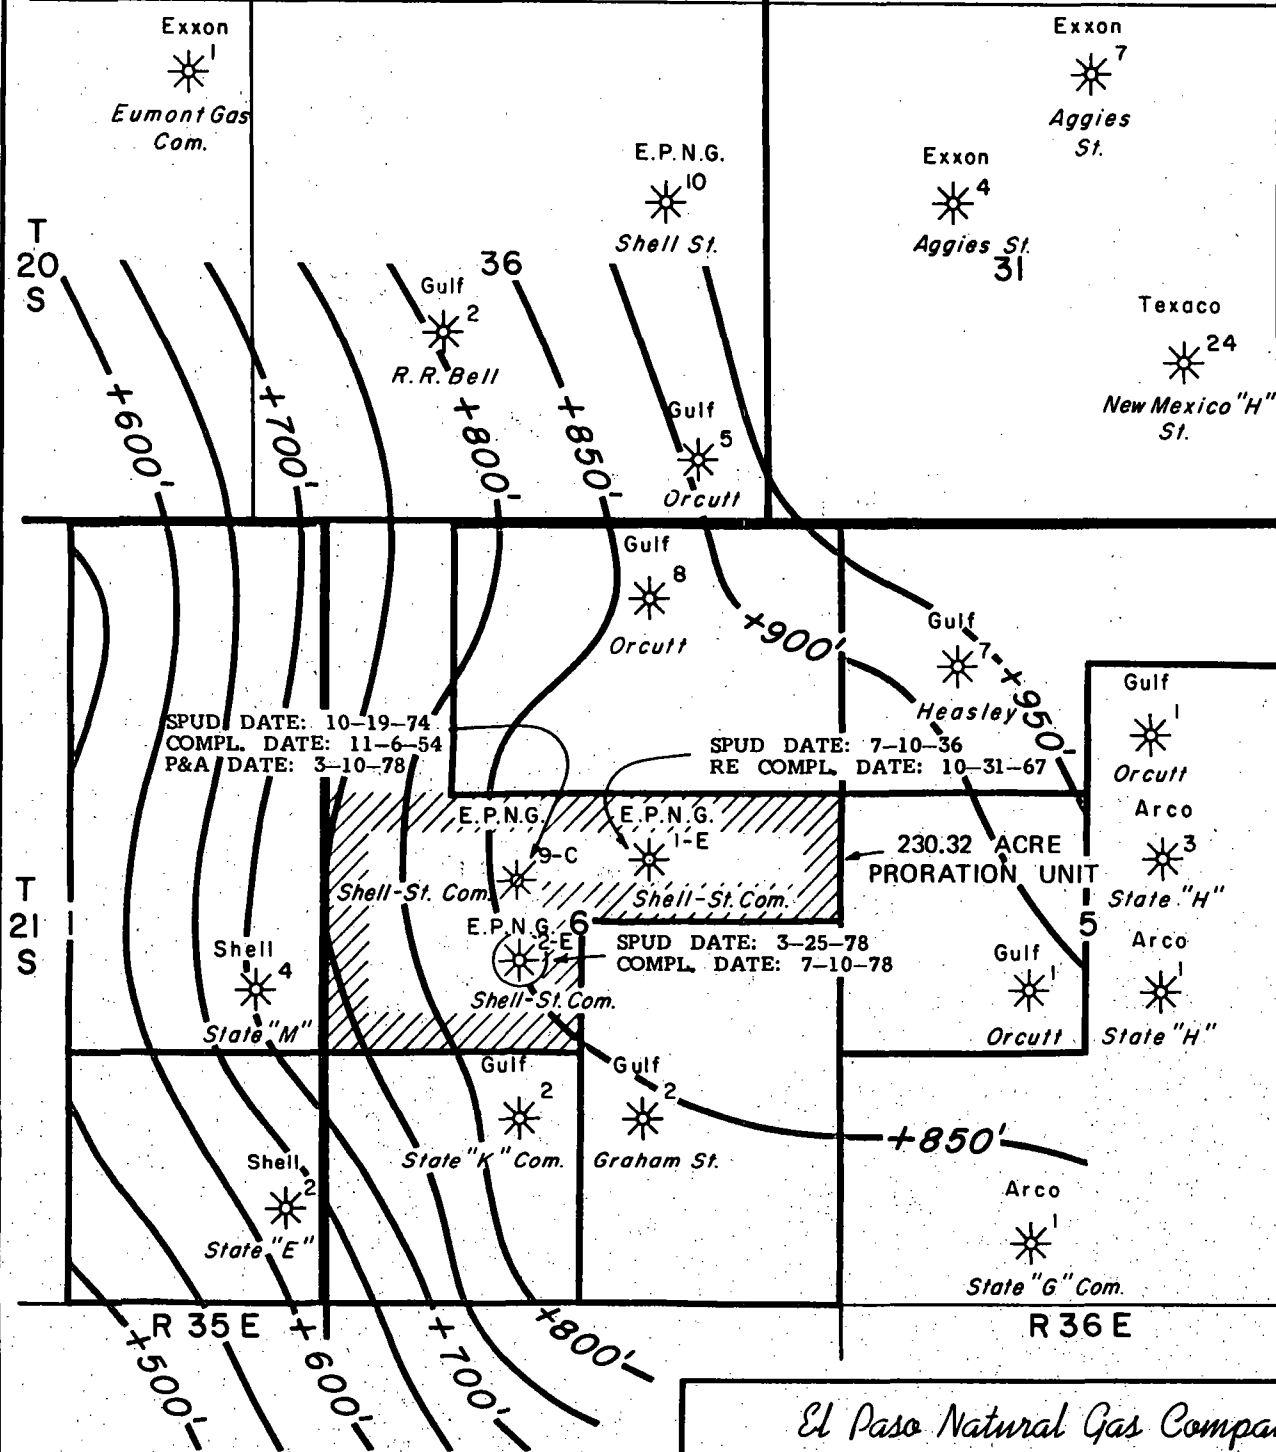 Exxon
1
Eumont Gas
Com.
Exxon
7
Aggies
St.
E.P.N.G.
10
Shell St.
Exxon
4
Aggies St.
31
T
20
S
36
Gulf
2
R.R. Bell
Texaco
24
New Mexico "H"
St.
+600'
+700'
+800'
+850'
Gulf
5
Orcutt
Gulf
8
Orcutt
+900'
Gulf
7
Heasley
+950'
Gulf
1
Orcutt
SPUD DATE: 10-19-74
COMPL. DATE: 11-6-54
P&A DATE: 3-10-78
SPUD DATE: 7-10-36
RE COMPL. DATE: 10-31-67
E.P.N.G.
9-C
Shell-St. Com.
E.P.N.G.
1-E
Shell-St. Com.
230.32 ACRE
PRORATION UNIT
Arco
3
State "H"
T
21
S
6
5
E.P.N.G.
2-E
Shell-St. Com.
SPUD DATE: 3-25-78
COMPL. DATE: 7-10-78
Shell
4
State "M"
Gulf
1
Orcutt
Arco
1
State "H"
Gulf
2
State "K" Com.
Gulf
2
Graham St.
+850'
Shell
2
State "E"
Arco
1
State "G" Com.
R 35 E
R 36 E
+500'
+600'
+700'
+800'
El Paso Natural Gas Compa